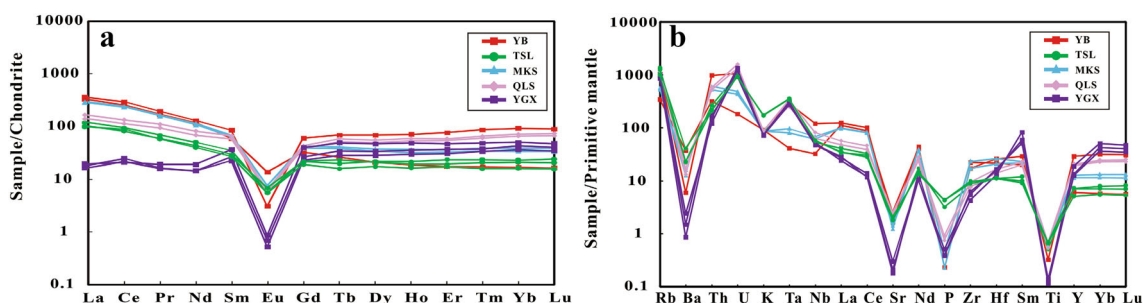 a
Sample/Chondrite
10000
1000
100
10
1
0.1
YB
TSL
MKS
QLS
YGX
La Ce Pr Nd Sm Eu Gd Tb Dy Ho Er Tm Yb Lu
b
Sample/Primitive mantle
10000
1000
100
10
1
0.1
YB
TSL
MKS
QLS
YGX
Rb Ba Th U K Ta Nb La Ce Sr Nd P Zr Hf Sm Ti Y Yb